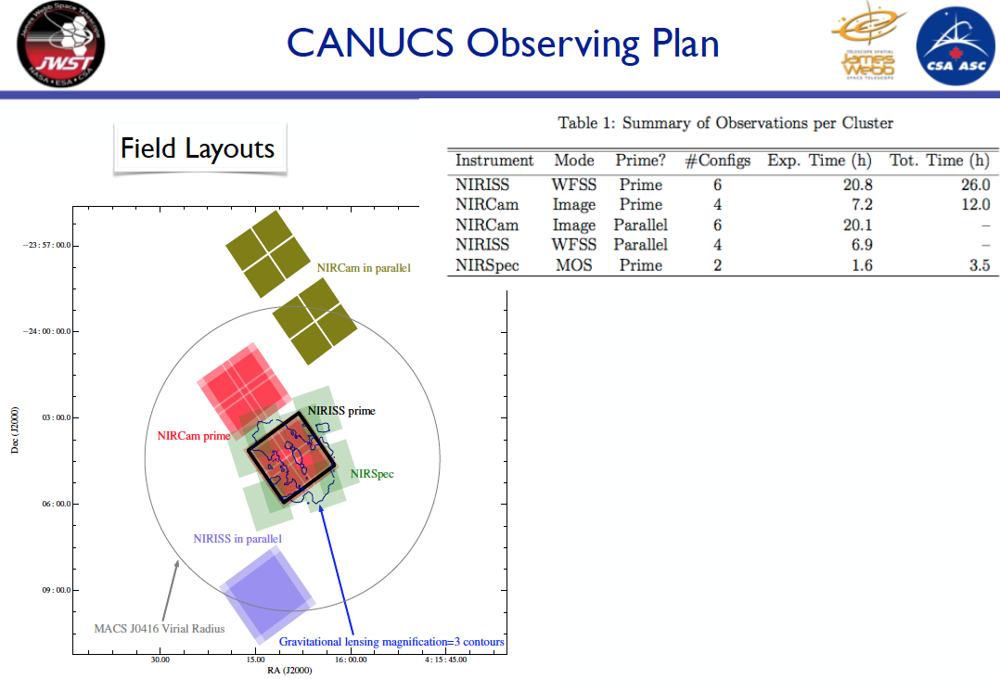 CANUCS Observing Plan
James Webb Space Telescope
JWST
NASA • ESA • CSA
TELESCOPE SPATIAL
James
Webb
SPACE TELESCOPE
CSA ASC
Field Layouts
Table 1: Summary of Observations per Cluster
Instrument Mode Prime? #Configs Exp. Time (h) Tot. Time (h)
NIRISS WFSS Prime 6 20.8 26.0
NIRCam Image Prime 4 7.2 12.0
NIRCam Image Parallel 6 20.1 –
NIRISS WFSS Parallel 4 6.9 –
NIRSpec MOS Prime 2 1.6 3.5
−23:57:00.0
NIRCam in parallel
−24:00:00.0
NIRISS prime
03:00.0
NIRCam prime
Dec (J2000)
NIRSpec
06:00.0
NIRISS in parallel
09:00.0
MACS J0416 Virial Radius
Gravitational lensing magnification=3 contours
30.00 15.00 16:00.00 4:15:45.00
RA (J2000)